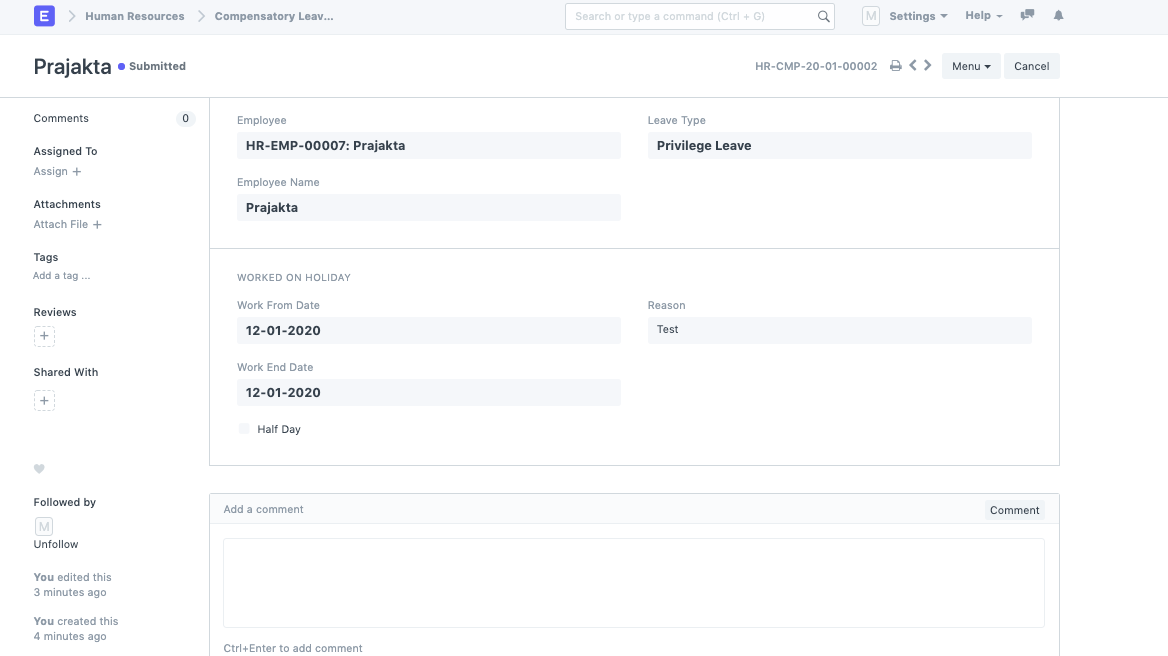 E Human Resources Compensatory Leav... Search or type a command (Ctrl + G) M Settings Help
Prajakta Submitted HR-CMP-20-01-00002 Menu Cancel
Comments 0
Assigned To
Assign +
Attachments
Attach File +
Tags
Add a tag ...
Reviews
+
Shared With
+
Followed by
M
Unfollow
You edited this
3 minutes ago
You created this
4 minutes ago
Employee
HR-EMP-00007: Prajakta
Employee Name
Prajakta
Leave Type
Privilege Leave
WORKED ON HOLIDAY
Work From Date
12-01-2020
Work End Date
12-01-2020
Half Day
Reason
Test
Add a comment Comment
Ctrl+Enter to add comment